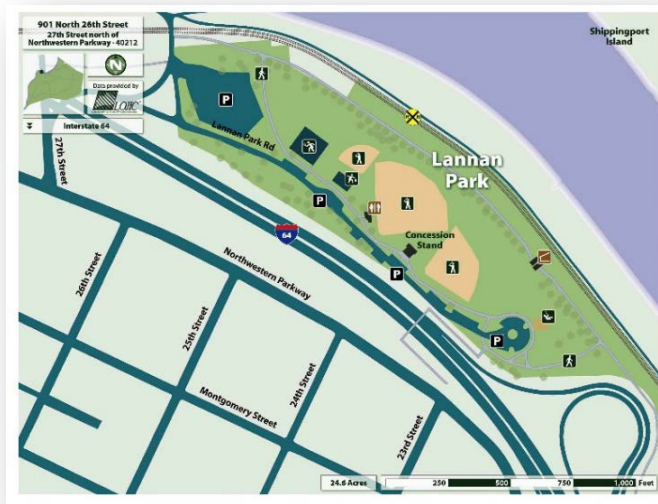 901 North 26th Street
27th Street north of
Northwestern Parkway - 40212
N
Data provided by
LOJIC
Interstate 64
Shippingport
Island
P
Lannan Park Rd
Lannan
Park
P
64
Concession
Stand
P
P
27th Street
Northwestern Parkway
26th Street
25th Street
24th Street
23rd Street
Montgomery Street
24.6 Acres
250
500
750
1,000 Feet